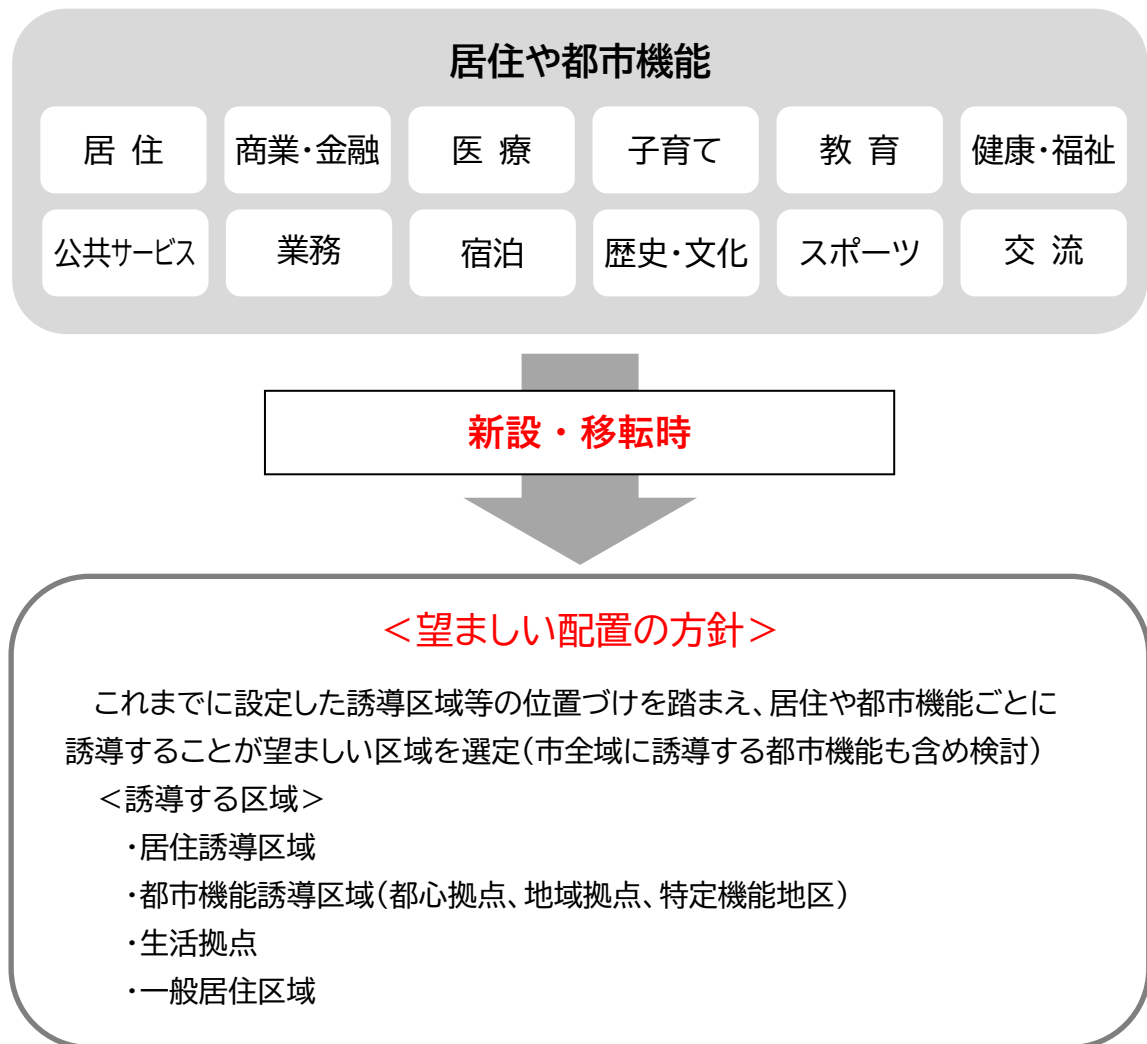 居住や都市機能
居 住 商業・金融 医 療 子育て 教 育 健康・福祉
公共サービス 業務 宿泊 歴史・文化 スポーツ 交 流
新設・移転時
＜望ましい配置の方針＞
これまでに設定した誘導区域等の位置づけを踏まえ、居住や都市機能ごとに
誘導することが望ましい区域を選定(市全域に誘導する都市機能も含め検討)
＜誘導する区域＞
・居住誘導区域
・都市機能誘導区域(都心拠点、地域拠点、特定機能地区)
・生活拠点
・一般居住区域